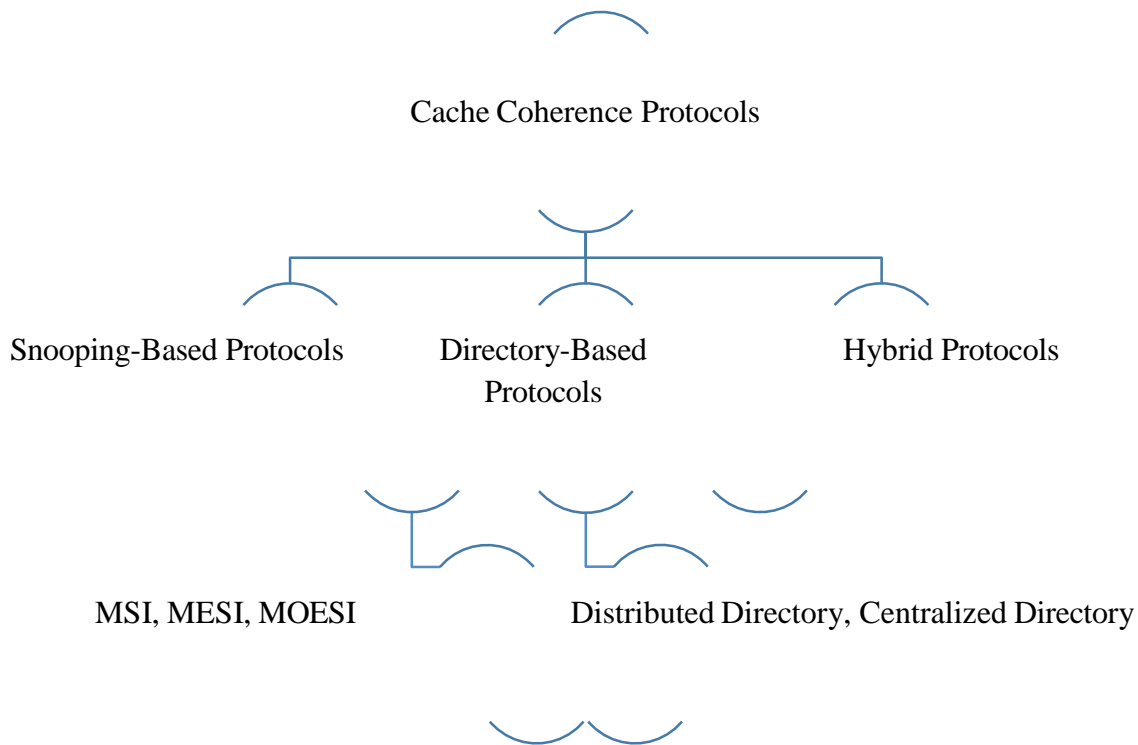 Cache Coherence Protocols
Snooping-Based Protocols
Directory-Based
Protocols
Hybrid Protocols
MSI, MESI, MOESI
Distributed Directory, Centralized Directory